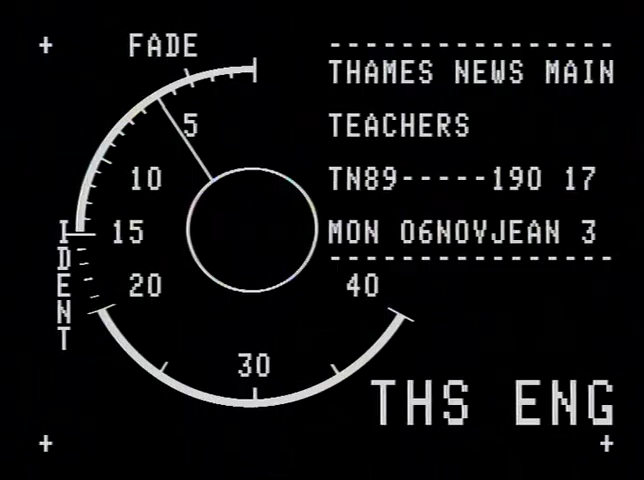 FADE
---------------
THAMES NEWS MAIN
5
TEACHERS
10
TN89-----190 17
15
MON 06NOVJEAN 3
---------------
IDENT
20
40
30
THS ENG